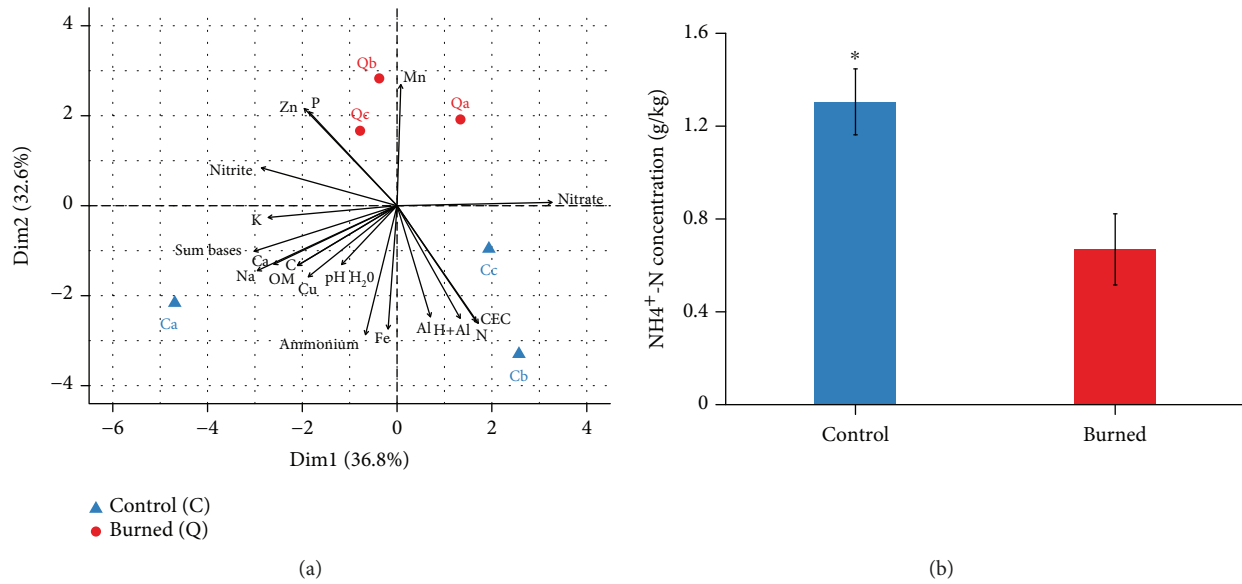 4
2
0
−2
−4
Dim2 (32.6%)
Qb
Mn
Zn
P
Qc
Qa
Nitrite
Nitrate
K
Sum bases
Ca
C
Na
OM
pH H₂0
Cu
Cc
Ca
Ammonium
Fe
Al
H+Al
CEC
N
Cb
−6
−4
−2
0
2
4
Dim1 (36.8%)
Control (C)
Burned (Q)
(a)
1.6
1.2
0.8
0.4
0
NH4⁺-N concentration (g/kg)
*
Control
Burned
(b)